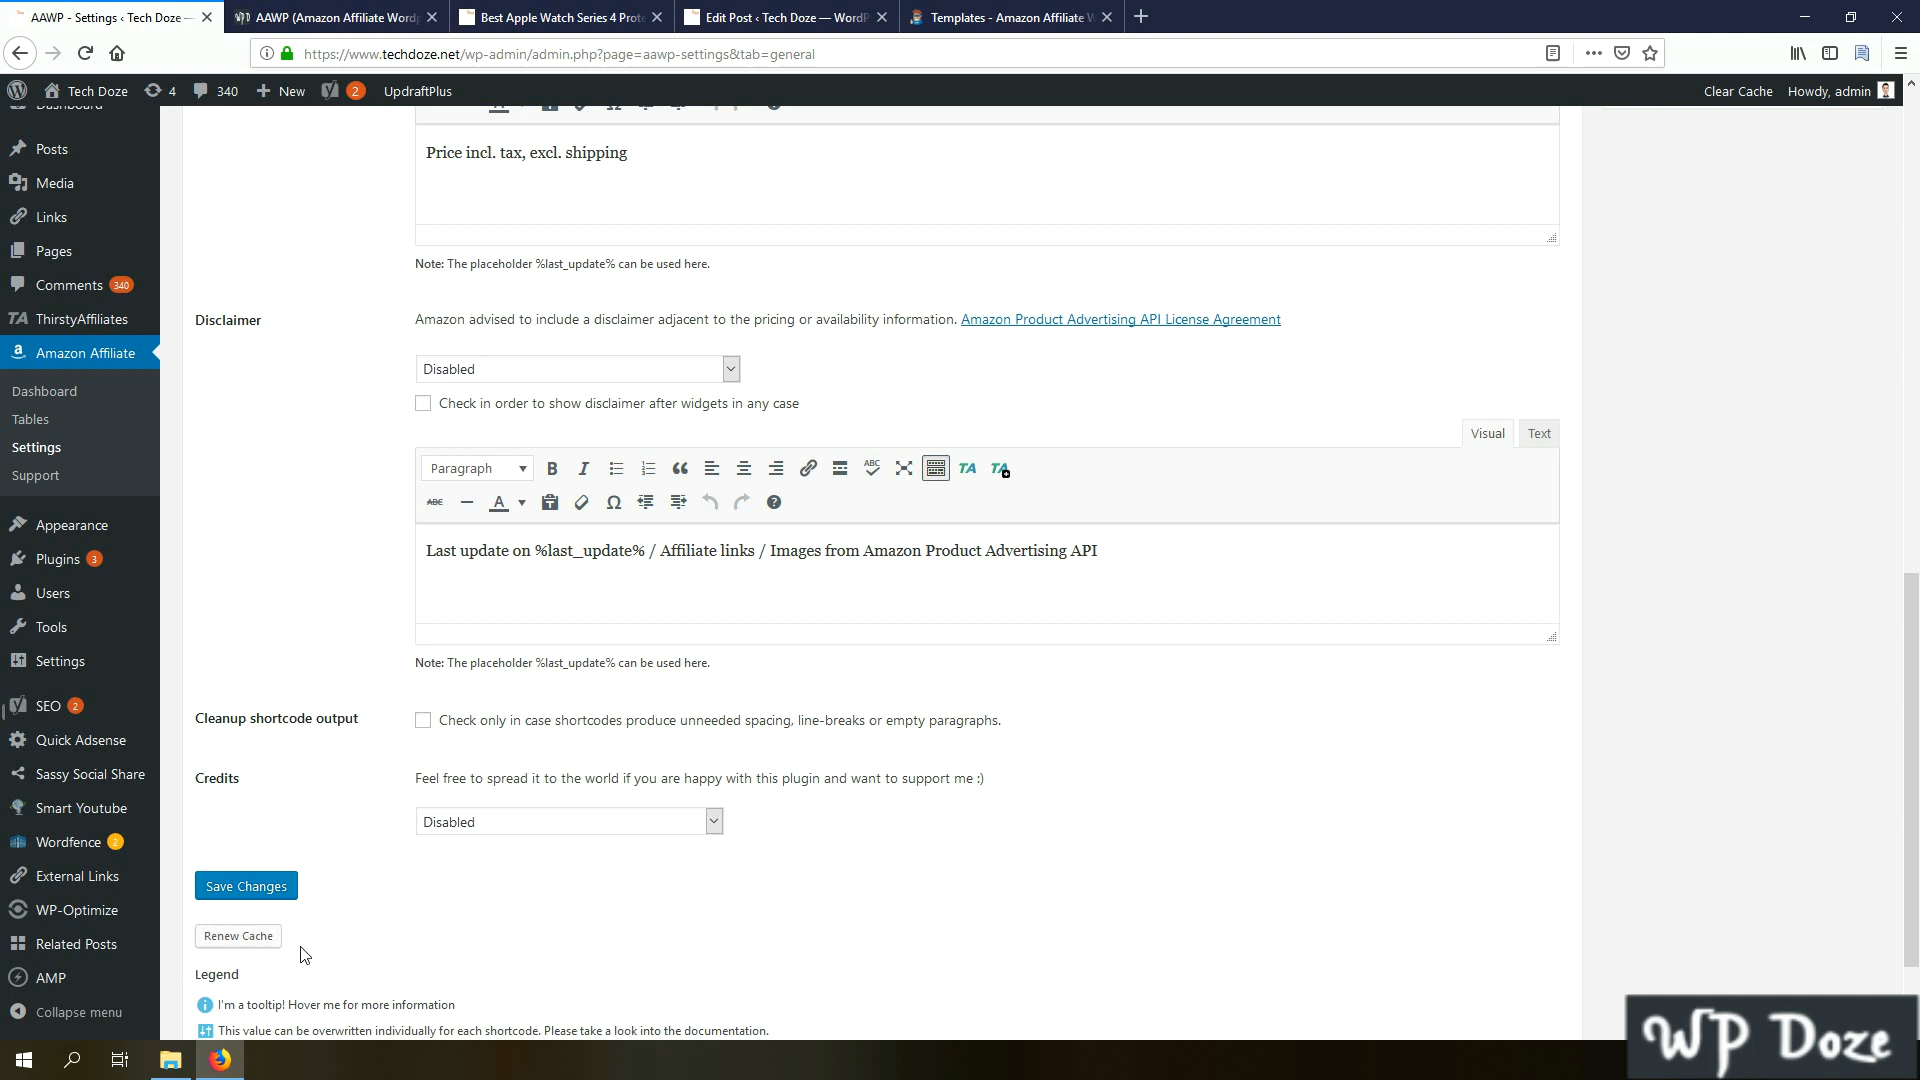 AAWP - Settings ‹ Tech Doze —
AAWP (Amazon Affiliate Word
Best Apple Watch Series 4 Prote
Edit Post ‹ Tech Doze — WordP
Templates - Amazon Affiliate W
https://www.techdoze.net/wp-admin/admin.php?page=aawp-settings&tab=general
Tech Doze
4
340
New
2
UpdraftPlus
Clear Cache
Howdy, admin
Dashboard
Posts
Media
Links
Pages
Comments 340
TA ThirstyAffiliates
Amazon Affiliate
Dashboard
Tables
Settings
Support
Appearance
Plugins 3
Users
Tools
Settings
SEO 2
Quick Adsense
Sassy Social Share
Smart Youtube
Wordfence 2
External Links
WP-Optimize
Related Posts
AMP
Collapse menu
Price incl. tax, excl. shipping
Note: The placeholder %last_update% can be used here.
Disclaimer
Amazon advised to include a disclaimer adjacent to the pricing or availability information. Amazon Product Advertising API License Agreement
Disabled
Check in order to show disclaimer after widgets in any case
Visual
Text
Paragraph
B I
ABC
TA
TA
ABC
A
Ω
Last update on %last_update% / Affiliate links / Images from Amazon Product Advertising API
Note: The placeholder %last_update% can be used here.
Cleanup shortcode output
Check only in case shortcodes produce unneeded spacing, line-breaks or empty paragraphs.
Credits
Feel free to spread it to the world if you are happy with this plugin and want to support me :)
Disabled
Save Changes
Renew Cache
Legend
I'm a tooltip! Hover me for more information
This value can be overwritten individually for each shortcode. Please take a look into the documentation.
WP Doze